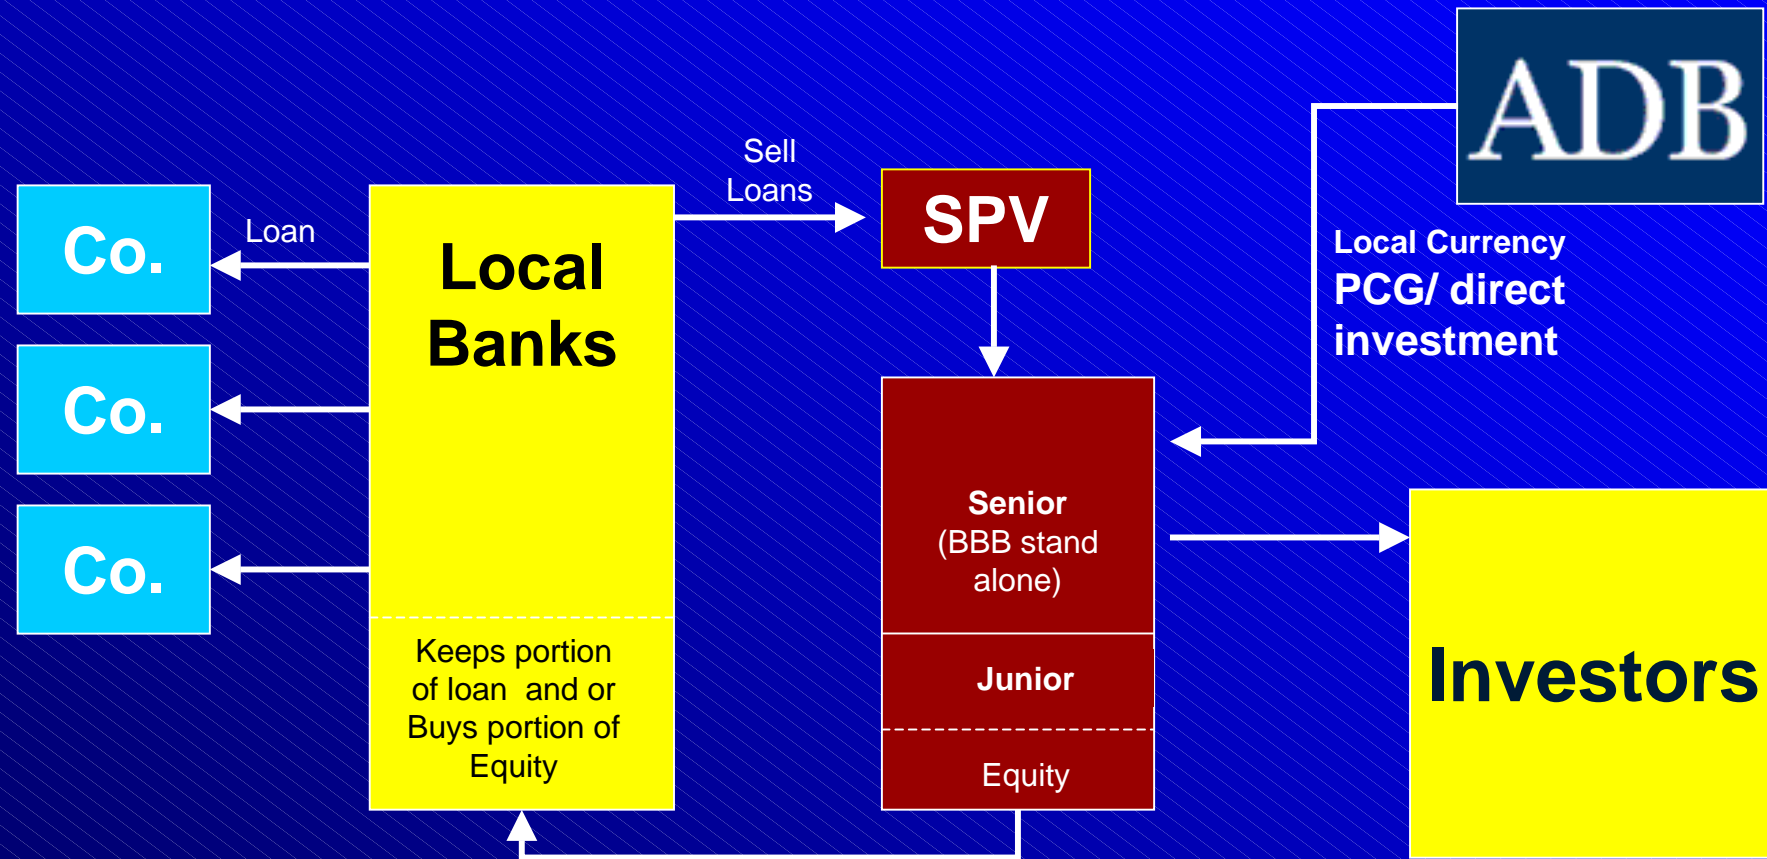 ADB
Sell
Loans
SPV
Co.
Loan
Local
Banks
Local Currency
PCG/ direct
investment
Co.
Co.
Senior
(BBB stand
alone)
Keeps portion
of loan and or
Buys portion of
Equity
Junior
Equity
Investors